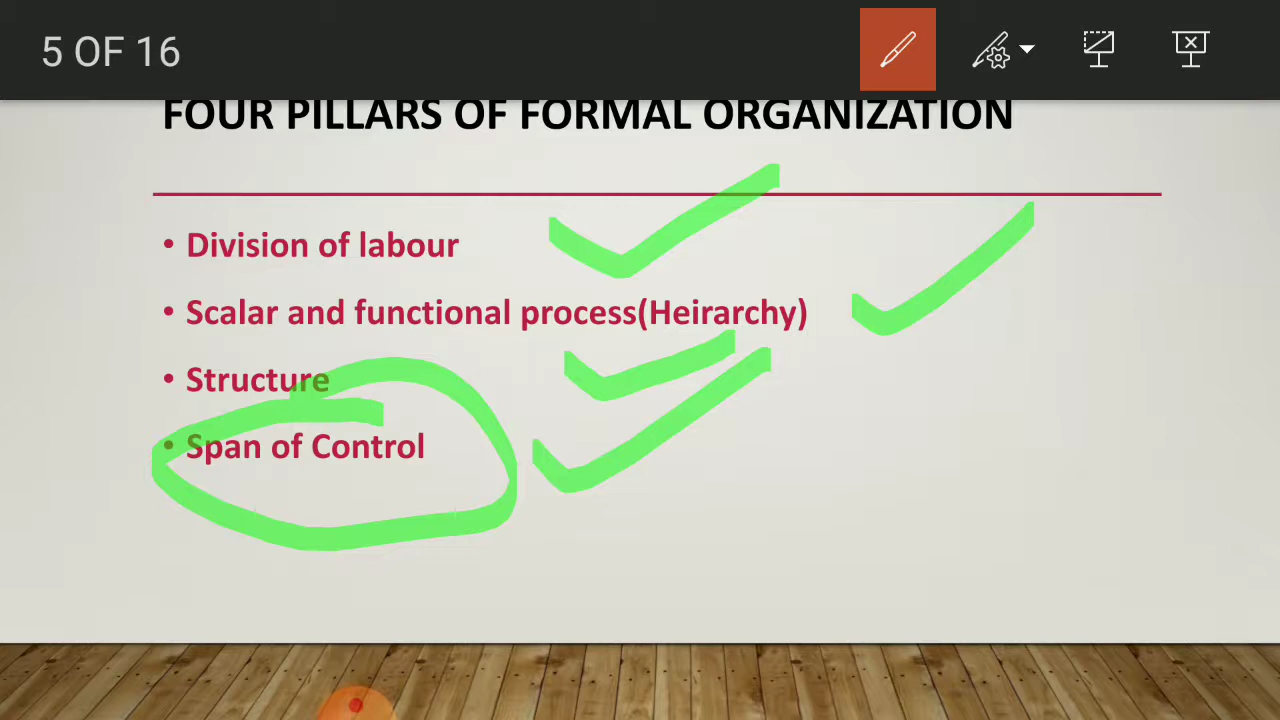 5 OF 16
FOUR PILLARS OF FORMAL ORGANIZATION
• Division of labour
• Scalar and functional process(Heirarchy)
• Structure
• Span of Control